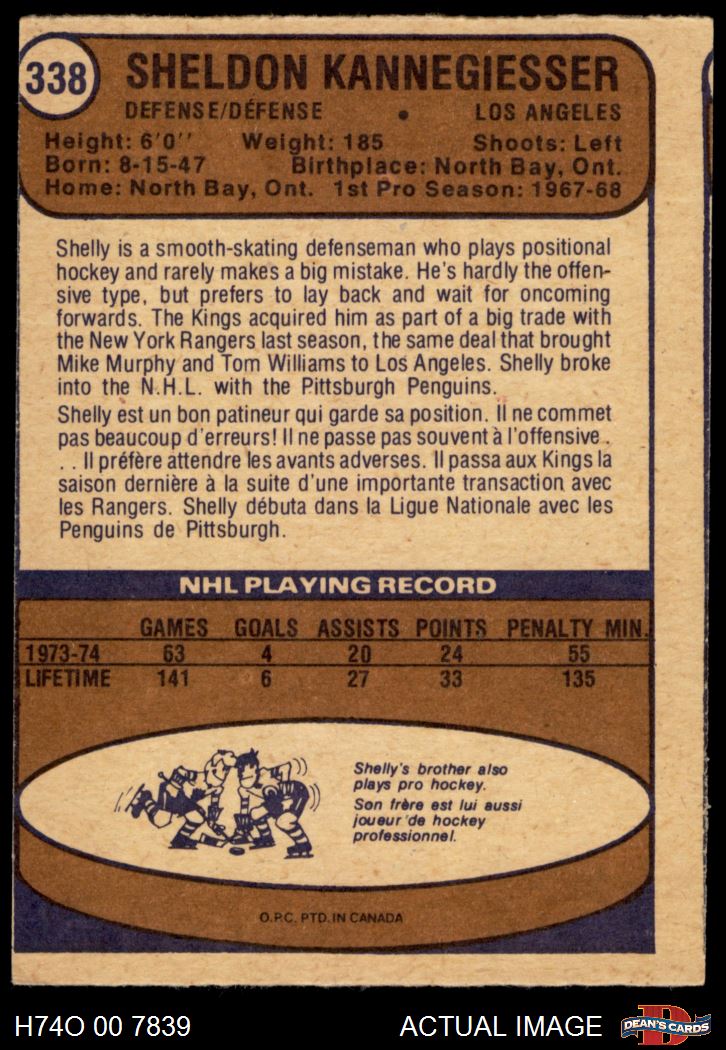 338
SHELDON KANNEGIESSER
DEFENSE/DÉFENSE • LOS ANGELES
Height: 6'0'' Weight: 185 Shoots: Left
Born: 8-15-47 Birthplace: North Bay, Ont.
Home: North Bay, Ont. 1st Pro Season: 1967-68
Shelly is a smooth-skating defenseman who plays positional
hockey and rarely makes a big mistake. He's hardly the offen-
sive type, but prefers to lay back and wait for oncoming
forwards. The Kings acquired him as part of a big trade with
the New York Rangers last season, the same deal that brought
Mike Murphy and Tom Williams to Los Angeles. Shelly broke
into the N.H.L. with the Pittsburgh Penguins.
Shelly est un bon patineur qui garde sa position. Il ne commet
pas beaucoup d'erreurs! Il ne passe pas souvent à l'offensive.
. . Il préfère attendre les avants adverses. Il passa aux Kings la
saison dernière à la suite d'une importante transaction avec
les Rangers. Shelly débuta dans la Ligue Nationale avec les
Penguins de Pittsburgh.
NHL PLAYING RECORD
GAMES GOALS ASSISTS POINTS PENALTY MIN.
1973-74 63 4 20 24 55
LIFETIME 141 6 27 33 135
Shelly's brother also
plays pro hockey.
Son frère est lui aussi
joueur de hockey
professionnel.
O.P.C. PTD. IN CANADA
H74O 00 7839 ACTUAL IMAGE
D
DEAN'S CARDS